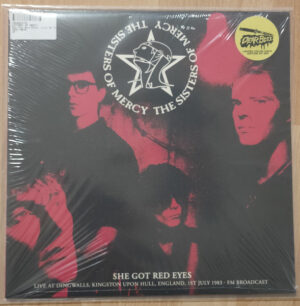 THE SISTERS OF MERCY THE SISTERS OF MERCY
SHE GOT RED EYES
LIVE AT DINGWALLS, KINGSTON UPON HULL, ENGLAND, 1ST JULY 1983 - FM BROADCAST